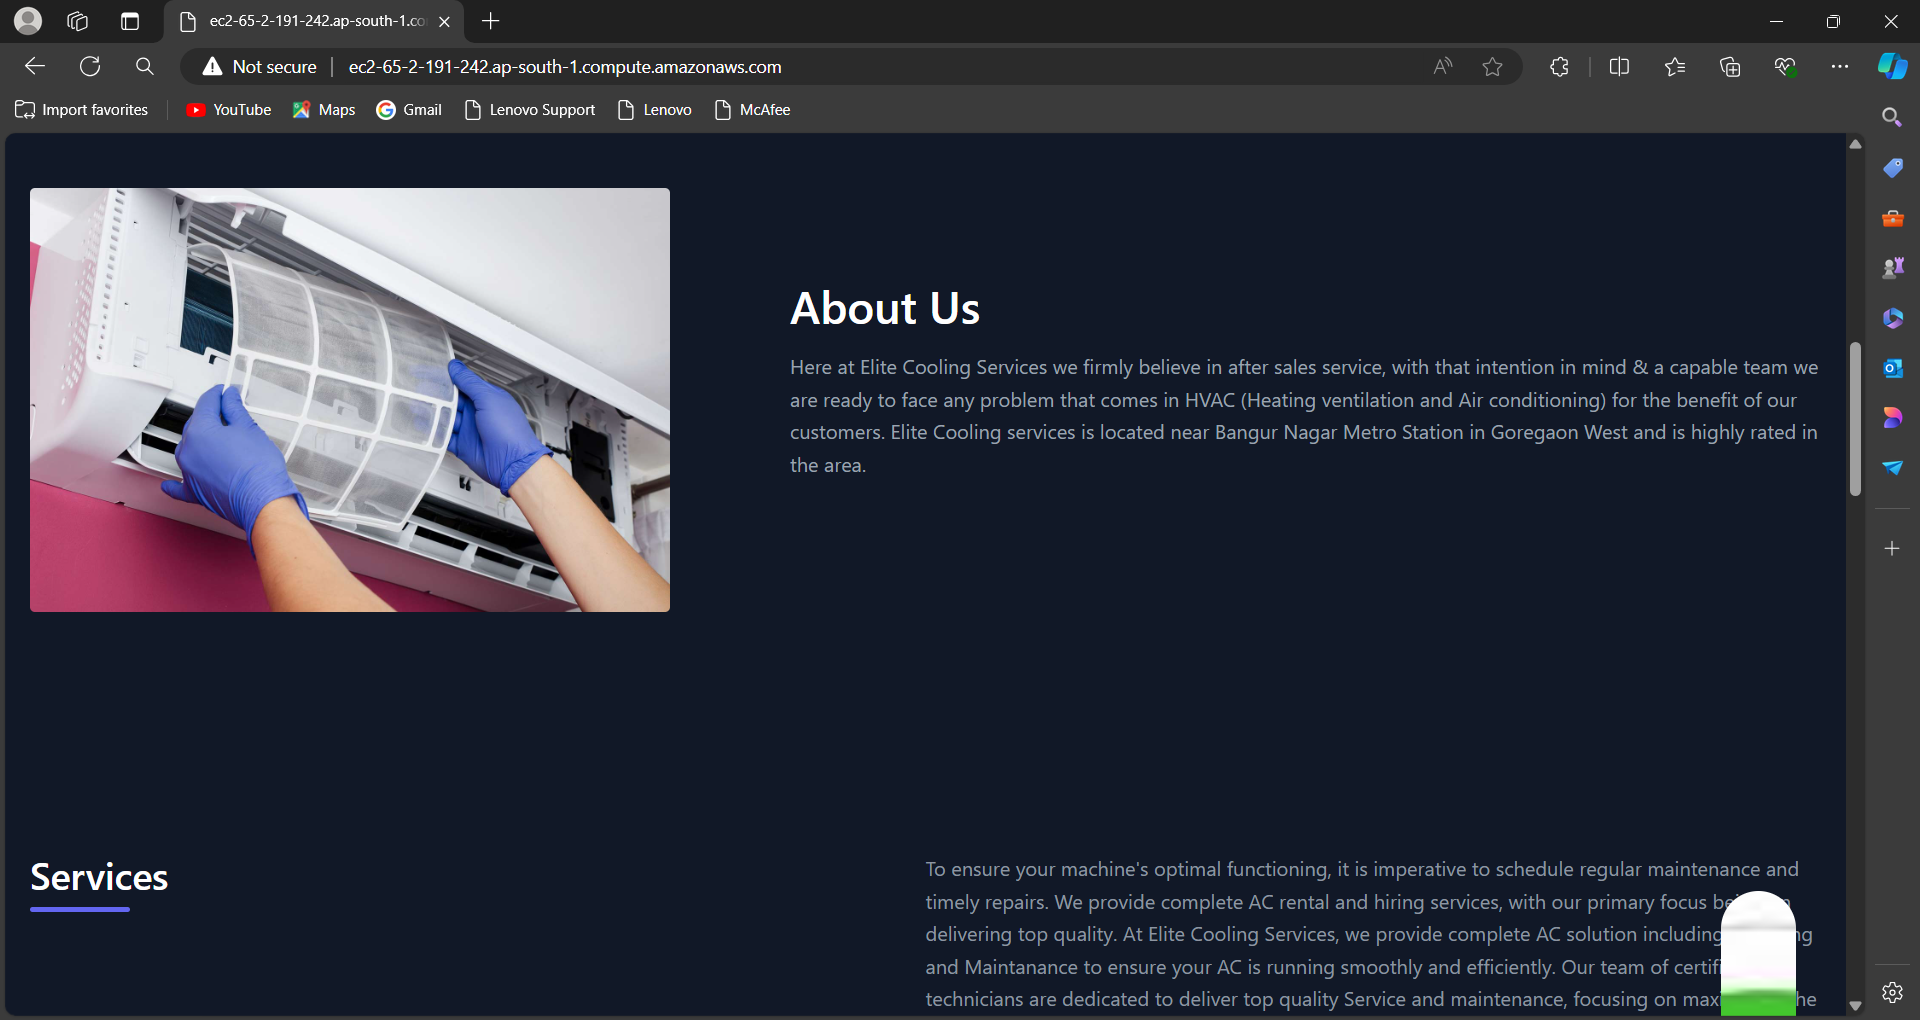 ec2-65-2-191-242.ap-south-1.co
Not secure
ec2-65-2-191-242.ap-south-1.compute.amazonaws.com
Import favorites
YouTube
Maps
Gmail
Lenovo Support
Lenovo
McAfee
About Us
Here at Elite Cooling Services we firmly believe in after sales service, with that intention in mind & a capable team we
are ready to face any problem that comes in HVAC (Heating ventilation and Air conditioning) for the benefit of our
customers. Elite Cooling services is located near Bangur Nagar Metro Station in Goregaon West and is highly rated in
the area.
Services
To ensure your machine's optimal functioning, it is imperative to schedule regular maintenance and
timely repairs. We provide complete AC rental and hiring services, with our primary focus
delivering top quality. At Elite Cooling Services, we provide complete AC solution including
and Maintanance to ensure your AC is running smoothly and efficiently. Our team of
technicians are dedicated to deliver top quality Service and maintenance, focusing on